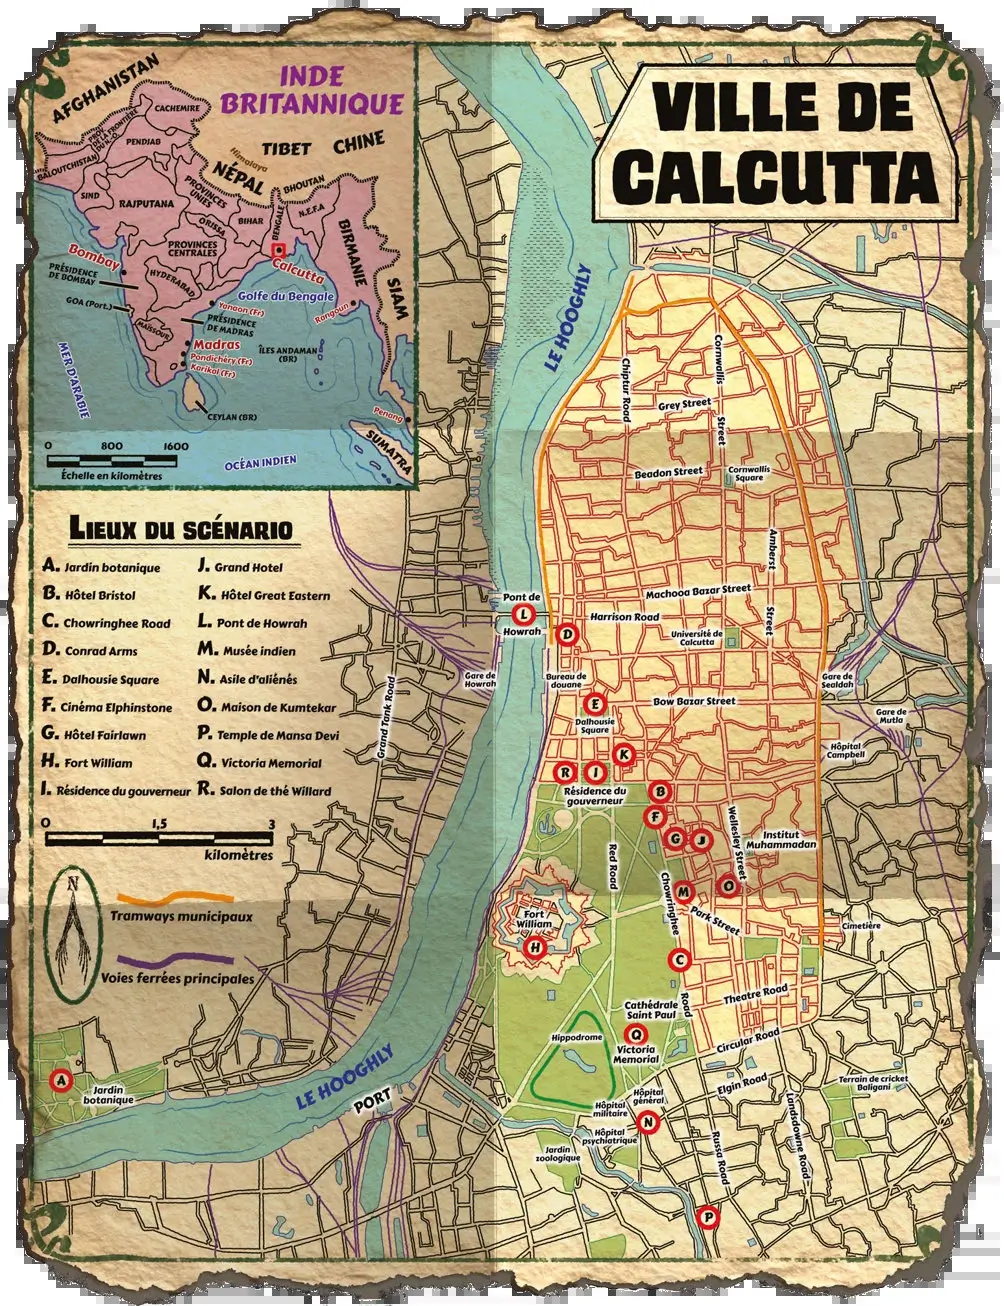 VILLE DE
CALCUTTA
INDE
BRITANNIQUE
AFGHANISTAN
CACHEMIRE
PROV.
DE LA FRONTIÈRE
DU N.-O.
PENDJAB
BALOUTCHISTAN
TIBET
CHINE
Himalaya
NÉPAL
BHOUTAN
SIND
RAJPUTANA
PROVINCES
UNIES
BIHAR
BENGALE
N.E.F.A
ORISSA
PROVINCES
CENTRALES
BIRMANIE
Bombay
Calcutta
PRÉSIDENCE
DE BOMBAY
HYDERABAD
SIAM
Golfe du Bengale
GOA (Port.)
Yanaon (Fr)
Rangoun
PRÉSIDENCE
DE MADRAS
MAÏSSOUR
Madras
Pondichéry (Fr)
Karikal (Fr)
ÎLES ANDAMAN
(BR)
MER D'ARABIE
CEYLAN (BR)
Penang
SUMATRA
0 800 1600
Échelle en kilomètres
OCÉAN INDIEN
LIEUX DU SCÉNARIO
A. Jardin botanique
B. Hôtel Bristol
C. Chowringhee Road
D. Conrad Arms
E. Dalhousie Square
F. Cinéma Elphinstone
G. Hôtel Fairlawn
H. Fort William
I. Résidence du gouverneur
J. Grand Hotel
K. Hôtel Great Eastern
L. Pont de Howrah
M. Musée indien
N. Asile d'aliénés
O. Maison de Kumtekar
P. Temple de Mansa Devi
Q. Victoria Memorial
R. Salon de thé Willard
0 1,5 3
kilomètres
N
Tramways municipaux
Voies ferrées principales
LE HOOGHLY
Chiptur Road
Cornwallis
Street
Grey Street
Beadon Street
Cornwallis
Square
Amherst
Street
Machooa Bazar Street
Pont de
L
Howrah
Harrison Road
D
Université de
Calcutta
Gare de
Howrah
Bureau de
douane
Gare de
Sealdah
Grand Tank Road
E
Dalhousie
Square
Bow Bazar Street
Gare de
Mutla
K
Hôpital
Campbell
R
I
Résidence du
gouverneur
B
F
G
J
Wellesley Street
Institut
Muhammadan
Red Road
M
O
Chowringhee
Road
Park Street
Fort
William
H
Cimetière
C
Theatre Road
Cathédrale
Saint Paul
Hippodrome
Q
Victoria
Memorial
Circular Road
A
Jardin
botanique
LE HOOGHLY
PORT
Elgin Road
Terrain de cricket
Baligani
Hôpital
général
Hôpital
militaire
N
Hôpital
psychiatrique
Lansdowne Road
Jardin
zoologique
Russa Road
P